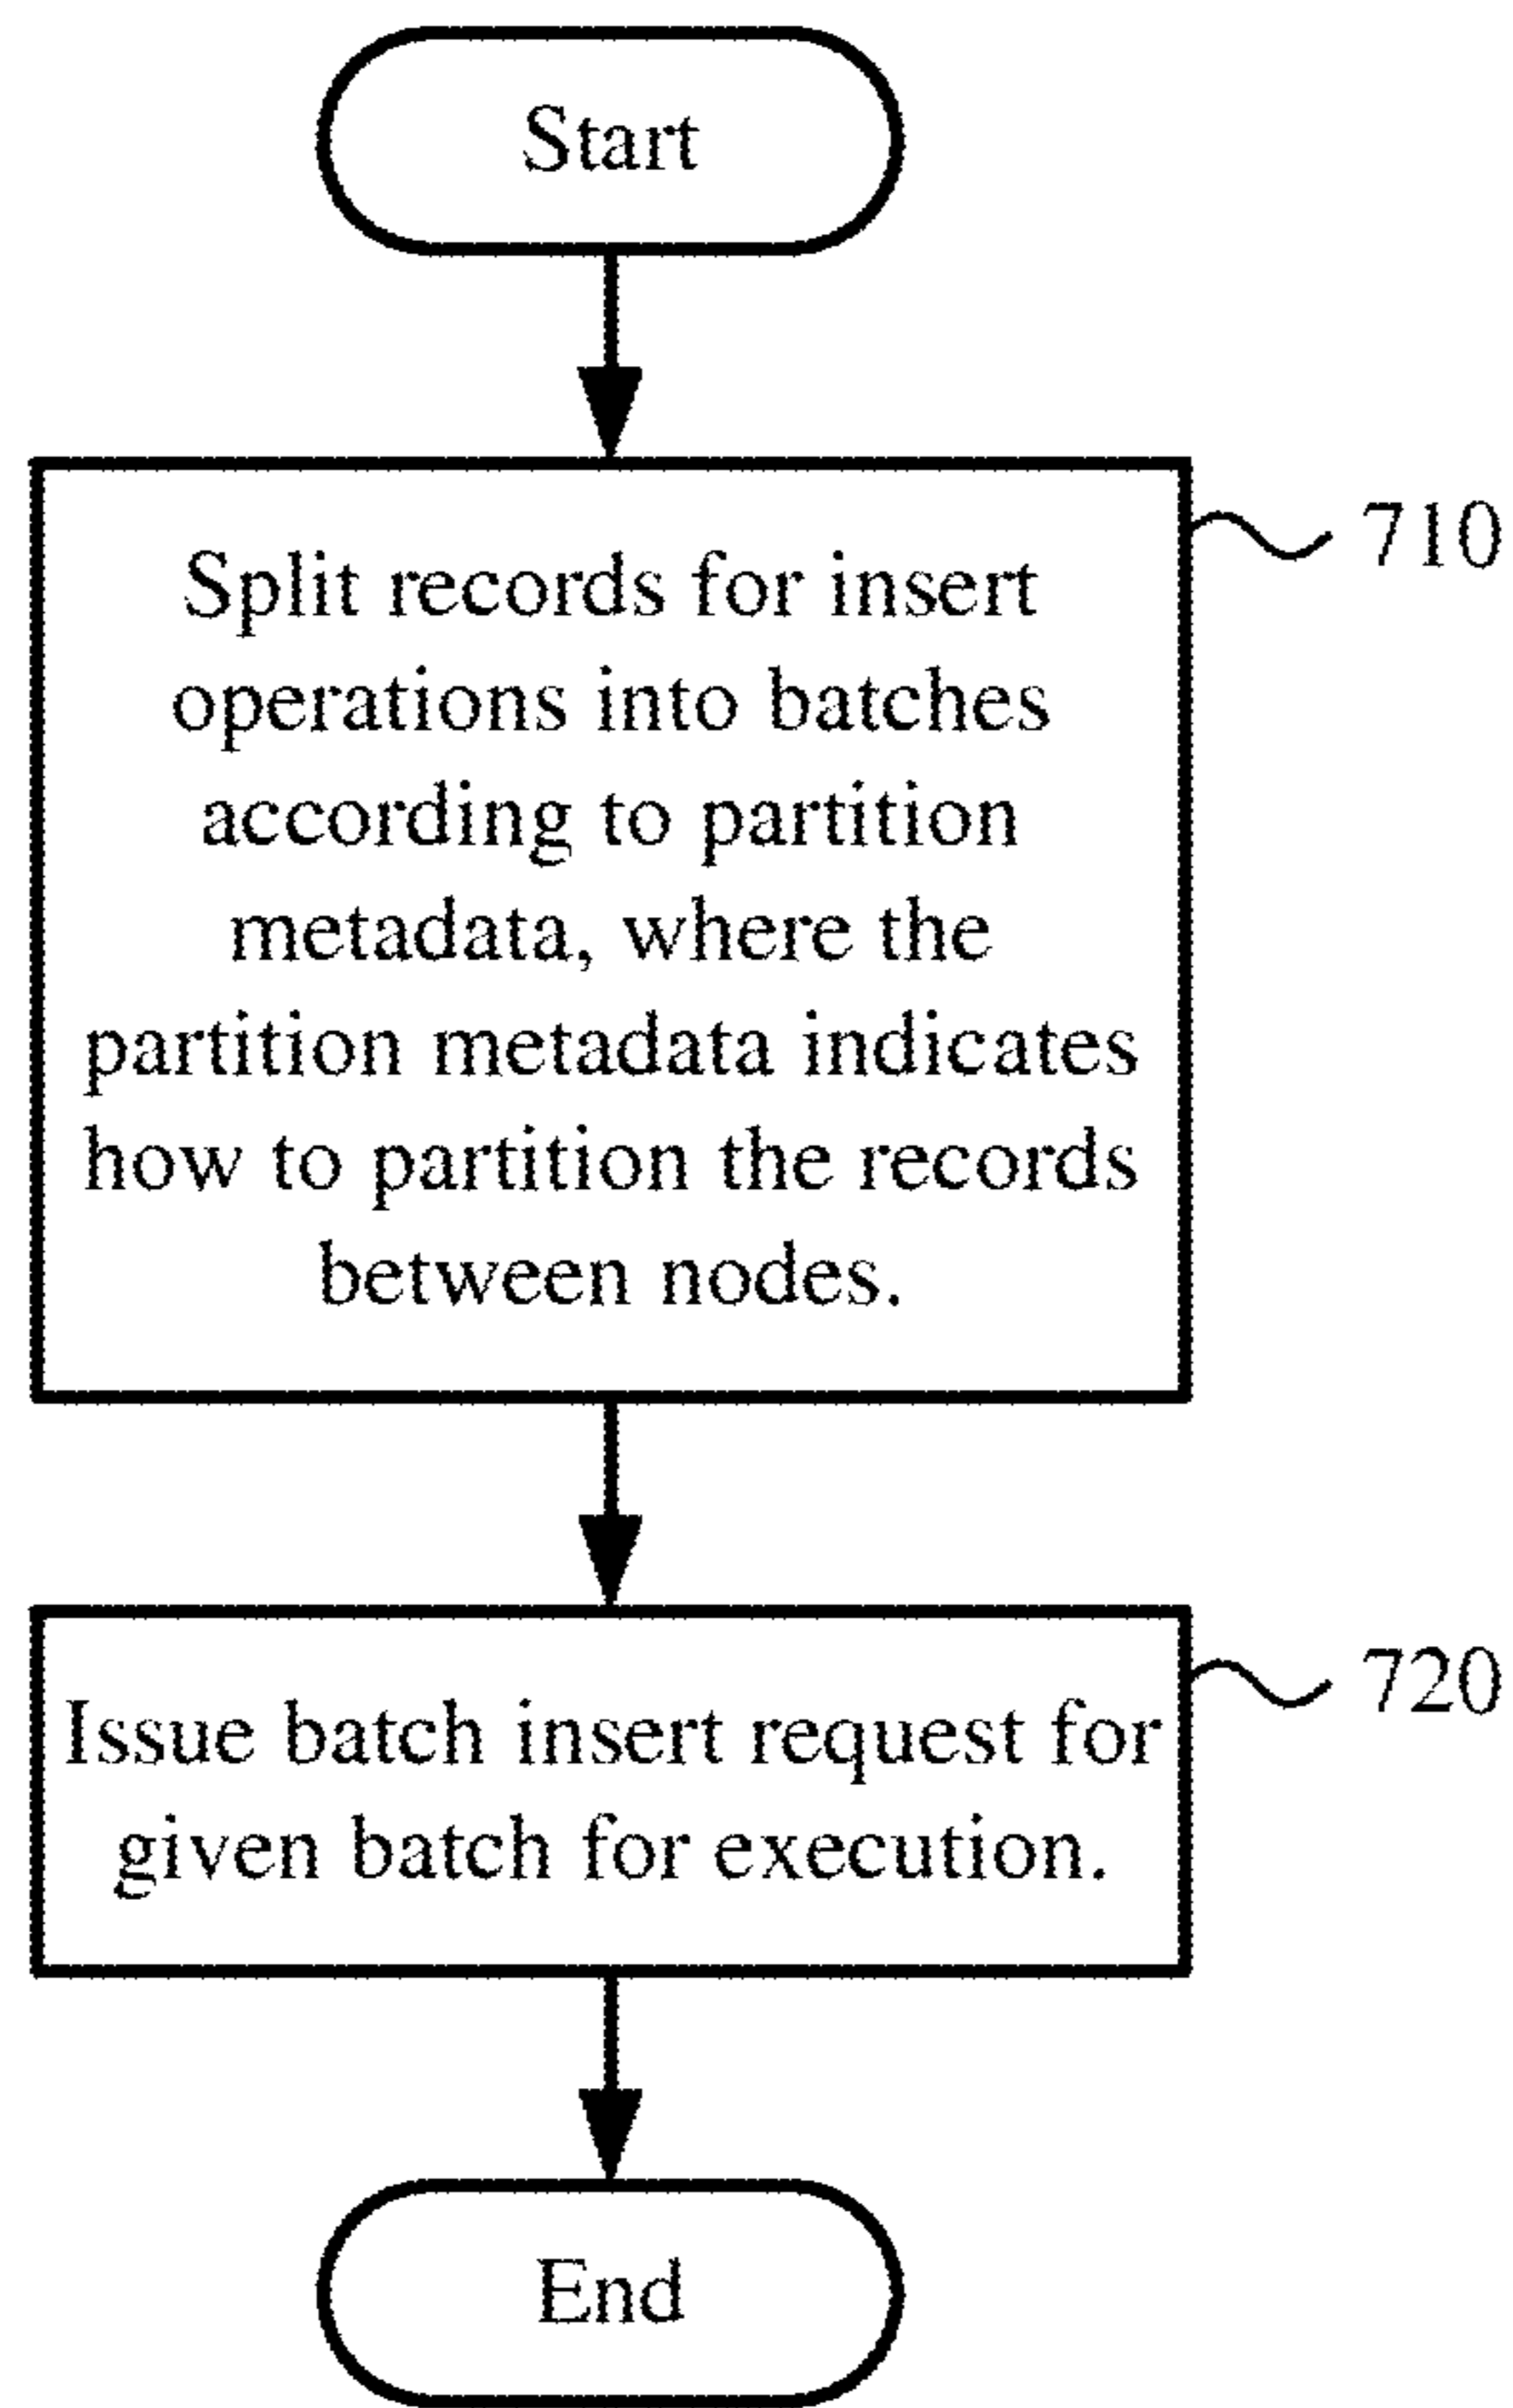 Start
710
Split records for insert
operations into batches
according to partition
metadata, where the
partition metadata indicates
how to partition the records
between nodes.
720
Issue batch insert request for
given batch for execution.
End